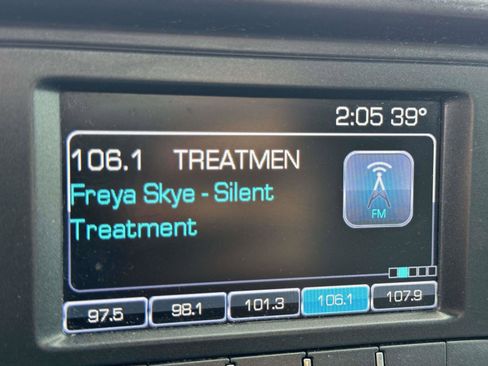 2:05 39°
106.1 TREATMEN
Freya Skye - Silent
Treatment
FM
97.5 98.1 101.3 106.1 107.9